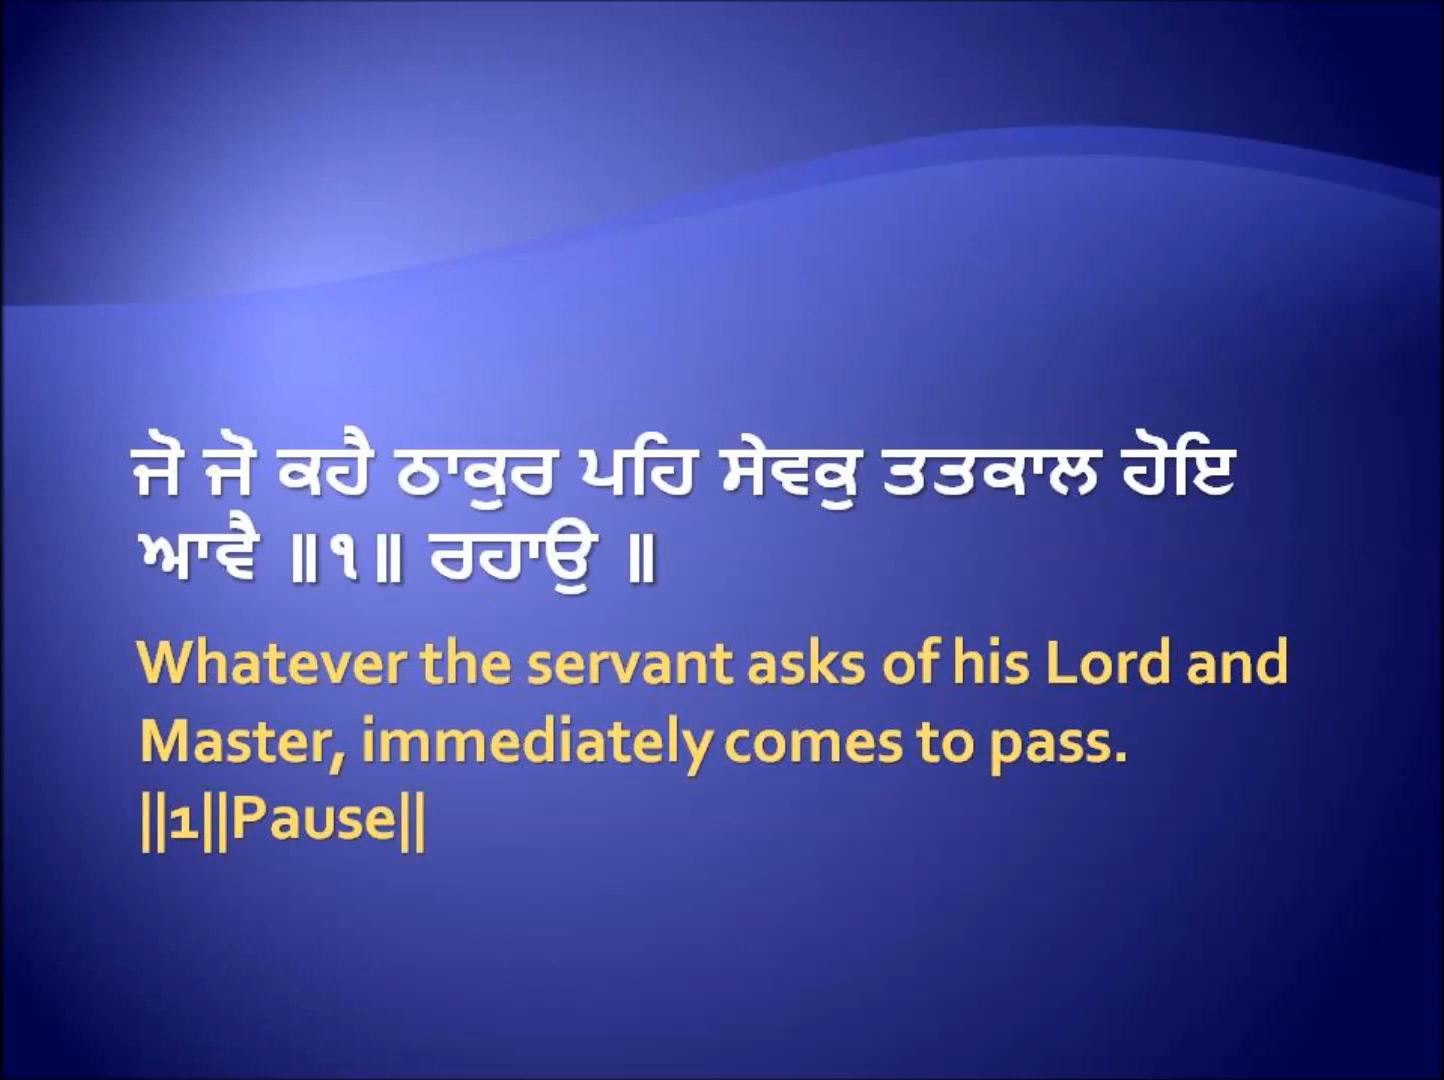 ਜੋ ਜੋ ਕਹੈ ਠਾਕੁਰ ਪਹਿ ਸੇਵਕੁ ਤਤਕਾਲ ਹੋਇ
ਆਵੈ ॥੧॥ ਰਹਾਉ ॥
Whatever the servant asks of his Lord and
Master, immediately comes to pass.
||1||Pause||